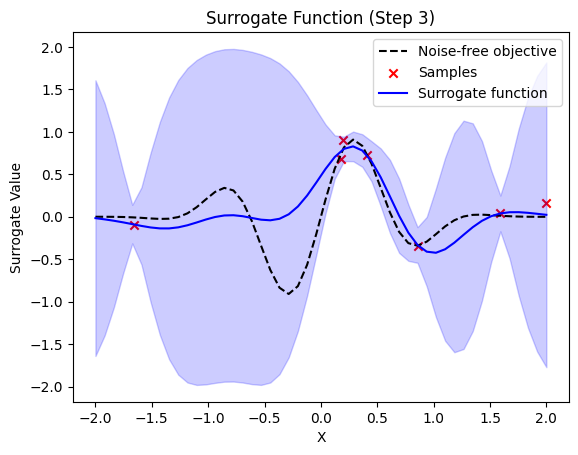 Surrogate Function (Step 3)
Noise-free objective
Samples
Surrogate function
Surrogate Value
2.0
1.5
1.0
0.5
0.0
−0.5
−1.0
−1.5
−2.0
−2.0 −1.5 −1.0 −0.5 0.0 0.5 1.0 1.5 2.0
X